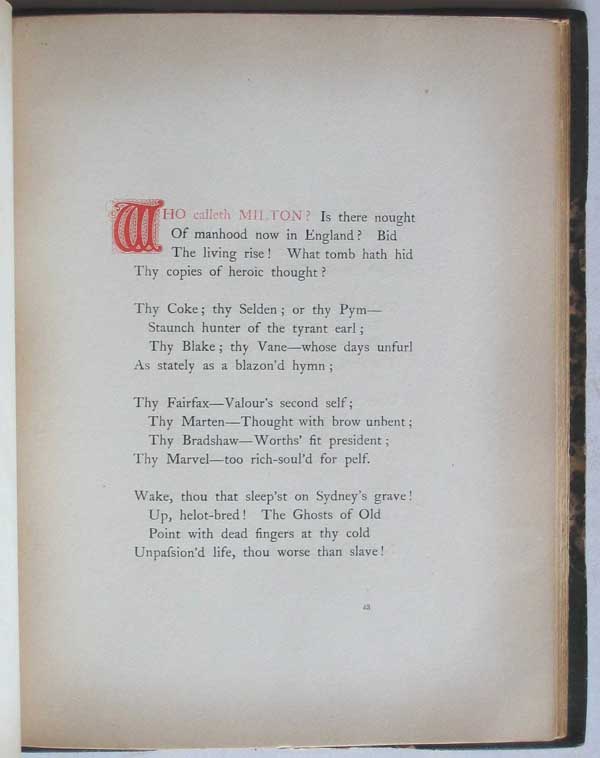 WHO calleth MILTON? Is there nought
Of manhood now in England? Bid
The living rise! What tomb hath hid
Thy copies of heroic thought?
Thy Coke; thy Selden; or thy Pym—
Staunch hunter of the tyrant earl;
Thy Blake; thy Vane—whose days unfurl
As stately as a blazon'd hymn;
Thy Fairfax—Valour's second self;
Thy Marten—Thought with brow unbent;
Thy Bradshaw—Worths' fit president;
Thy Marvel—too rich-soul'd for pelf.
Wake, thou that sleep'st on Sydney's grave!
Up, helot-bred! The Ghosts of Old
Point with dead fingers at thy cold
Unpaſsion'd life, thou worse than slave!